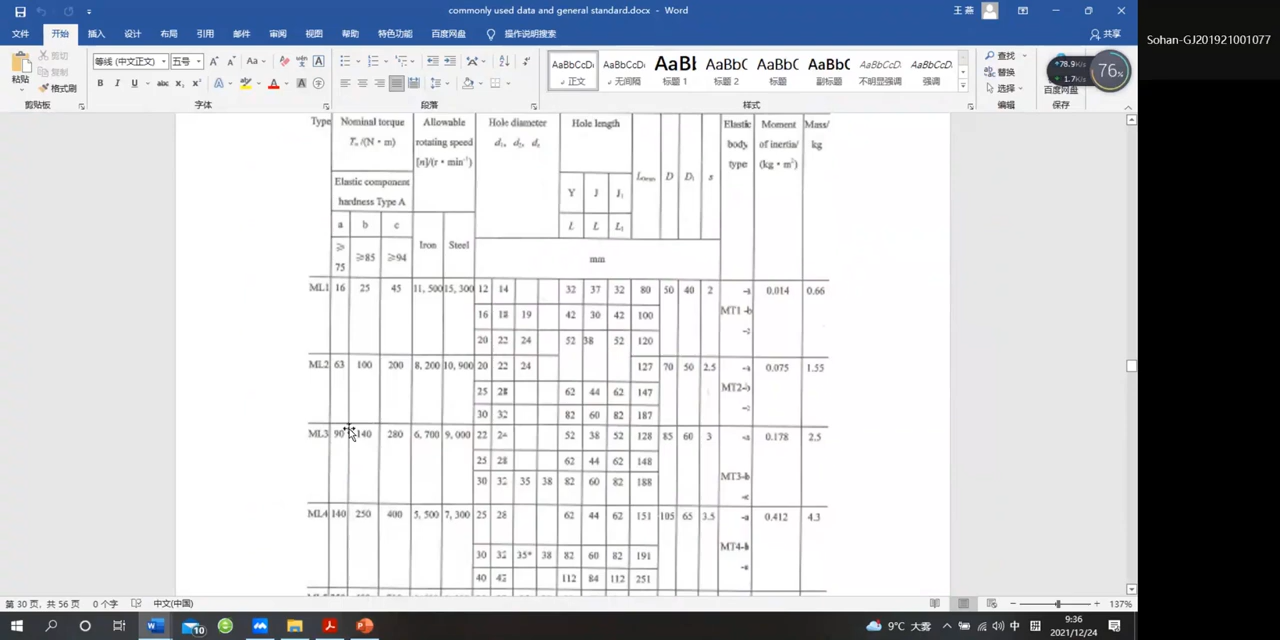 commonly used data and general standard.docx - Word
王 燕
Sohan-GJ201921001077
文件 开始 插入 设计 布局 引用 邮件 审阅 视图 帮助 特色功能 百度网盘 操作说明搜索 共享
粘贴 剪切 复制 格式刷
等线 (中文正文) 五号
AaBbCcDc AaBbCcDc AaBl AaBbC AaBbC AaBbC AaBbCcDc AaBbCcDc
正文 无间隔 标题 1 标题 2 标题 副标题 不明显强调 强调
查找 替换 选择
78.9K/s
1.7K/s
76%
百度网盘
剪贴板 字体 段落 样式 编辑 保存
Type Nominal torque Allowable Hole diameter Hole length Elastic Moment Mass/
Tn/(N·m) rotating speed d1, d2, dz body of inertia/ kg
[n]/(r·min⁻¹) type (kg·m²)
Elastic component D D1 s
hardness Type A Y J J1
a b c Iron Steel L L L1
≥75 ≥85 ≥94 mm
ML1 16 25 45 11, 500 15, 300 12 14 32 37 32 80 50 40 2 -a 0.014 0.66
16 18 19 42 30 42 100 MT1 -b
20 22 24 52 38 52 120
ML2 63 100 200 8, 200 10, 900 20 22 24 127 70 50 2.5 -a 0.075 1.55
25 28 62 44 62 147 MT2-b
30 32 82 60 82 187
ML3 90 140 280 6, 700 9, 000 22 24 52 38 52 128 85 60 3 -a 0.178 2.5
25 28 62 44 62 148
30 32 35 38 82 60 82 188 MT3-b
ML4 140 250 400 5, 500 7, 300 25 28 62 44 62 151 105 65 3.5 -a 0.412 4.3
30 32 35* 38 82 60 82 191 MT4-b
40 42 112 84 112 251
第 30 页, 共 56 页 0 个字 中文(中国) 137%
10
9°C 大雾 中
9:36
2021/12/24